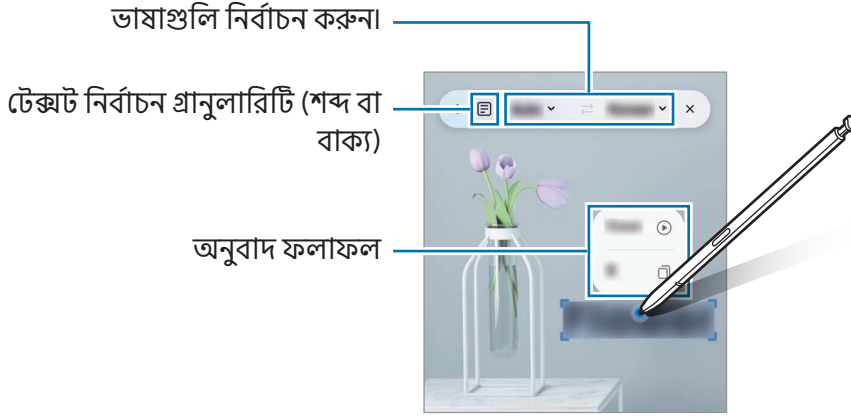 ভাষাগুলি নির্বাচন করুন।
টেক্সট নির্বাচন গ্রানুলারিটি (শব্দ বা
বাক্য)
অনুবাদ ফলাফল